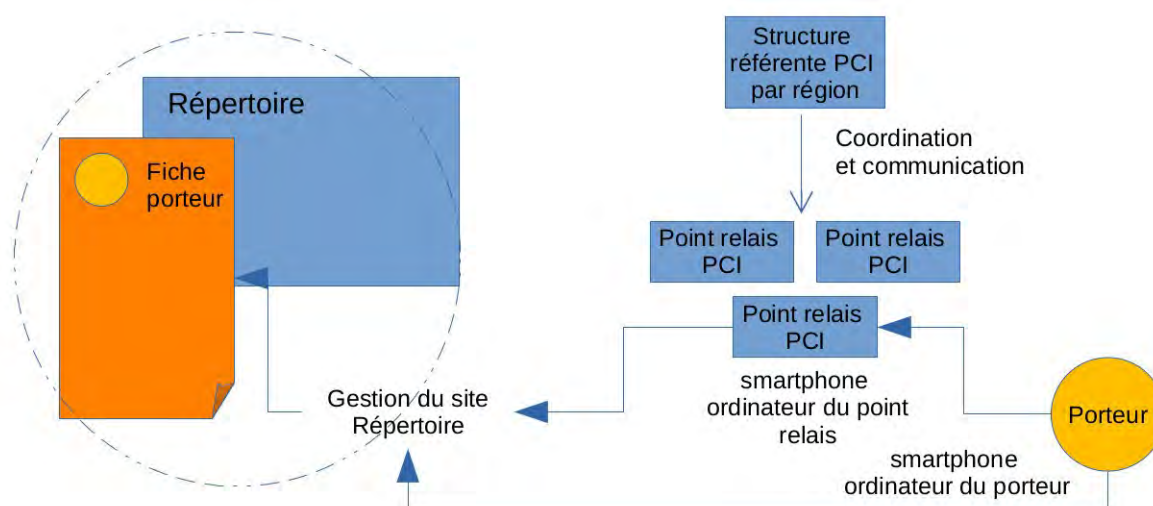 Structure
référente PCI
par région
Répertoire
Coordination
et communication
Fiche
porteur
Point relais
PCI
Point relais
PCI
Point relais
PCI
smartphone
ordinateur du point
relais
Gestion du site
Répertoire
Porteur
smartphone
ordinateur du porteur